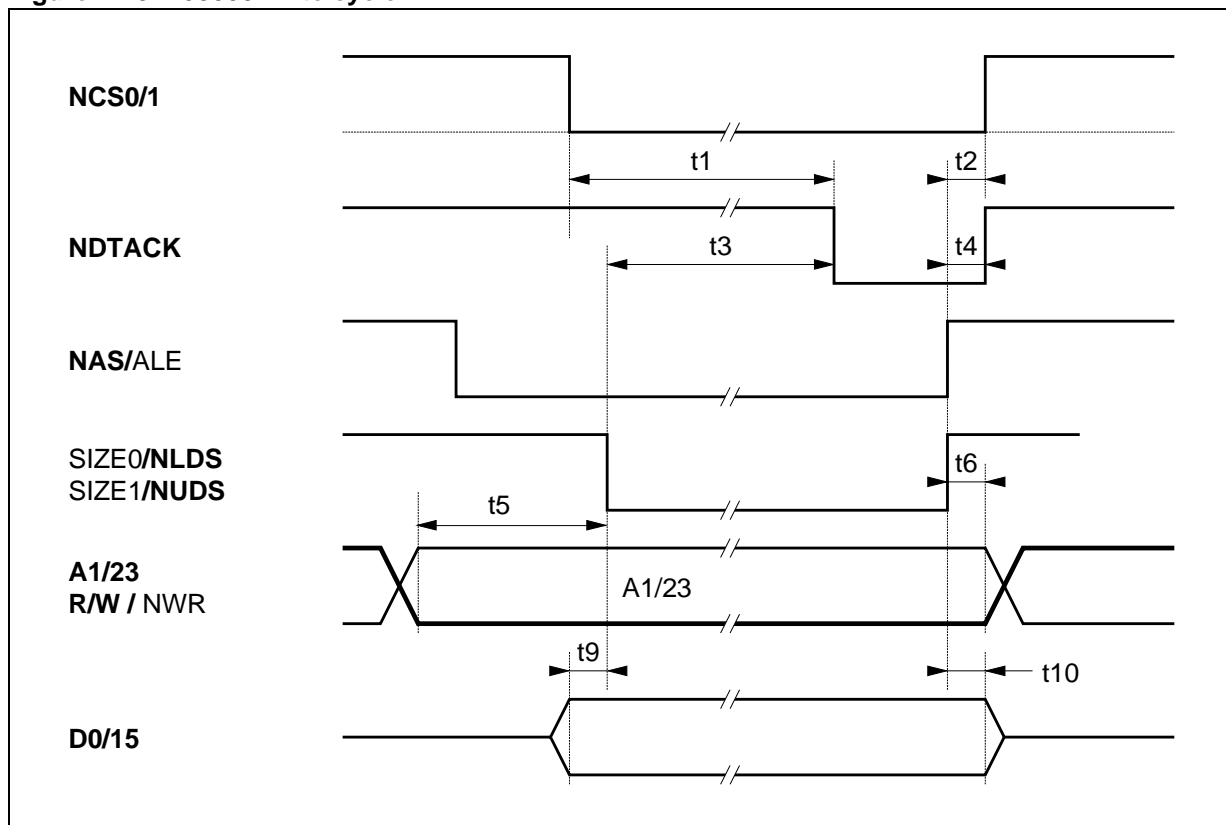 NCS0/1
t1
t2
NDTACK
t3
t4
NAS/ALE
SIZE0/NLDS
SIZE1/NUDS
t6
t5
A1/23
R/W / NWR
A1/23
t9
t10
D0/15